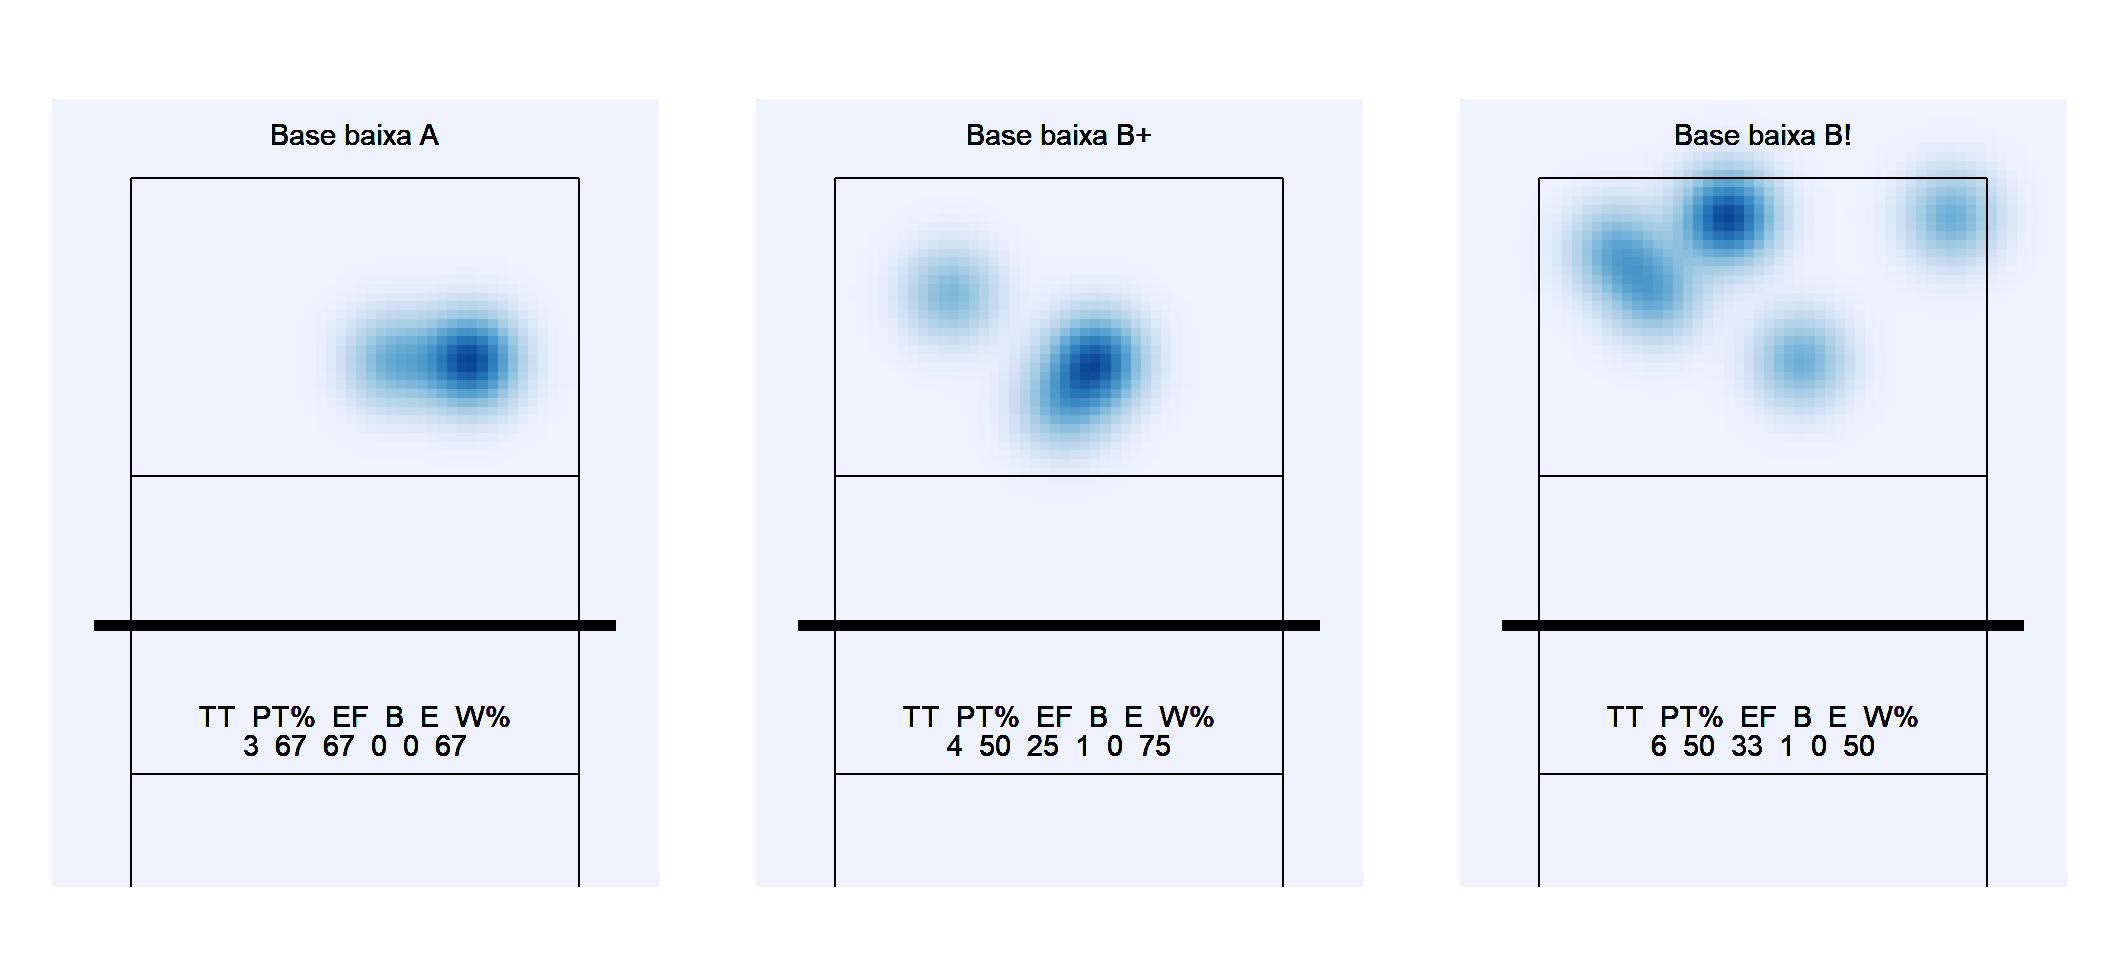 Base baixa A
TT PT% EF B E W%
3 67 67 0 0 67
Base baixa B+
TT PT% EF B E W%
4 50 25 1 0 75
Base baixa B!
TT PT% EF B E W%
6 50 33 1 0 50